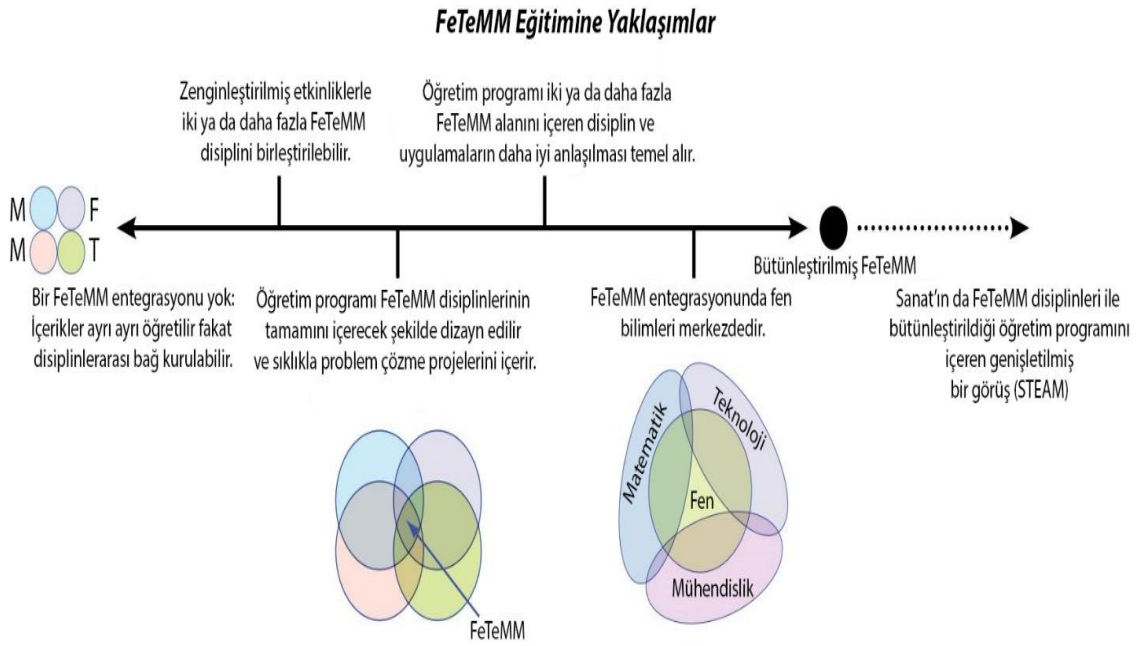 FeTeMM Eğitimine Yaklaşımlar
Zenginleştirilmiş etkinliklerle
iki ya da daha fazla FeTeMM
disiplini birleştirilebilir.
Öğretim programı iki ya da daha fazla
FeTeMM alanını içeren disiplin ve
uygulamaların daha iyi anlaşılması temel alır.
M F
M T
Bütünleştirilmiş FeTeMM
Bir FeTeMM entegrasyonu yok:
İçerikler ayrı ayrı öğretilir fakat
disiplinlerarası bağ kurulabilir.
Öğretim programı FeTeMM disiplinlerinin
tamamını içerecek şekilde dizayn edilir
ve sıklıkla problem çözme projelerini içerir.
FeTeMM entegrasyonunda fen
bilimleri merkezdedir.
Sanat'ın da FeTeMM disiplinleri ile
bütünleştirildiği öğretim programını
içeren genişletilmiş
bir görüş (STEAM)
FeTeMM
Matematik
Teknoloji
Fen
Mühendislik